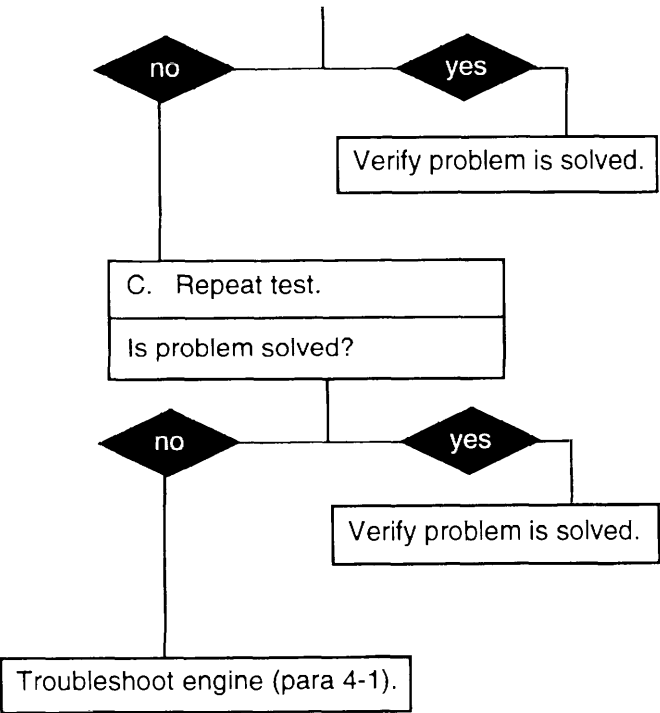 no
yes
Verify problem is solved.
C. Repeat test.
Is problem solved?
no
yes
Verify problem is solved.
Troubleshoot engine (para 4-1).